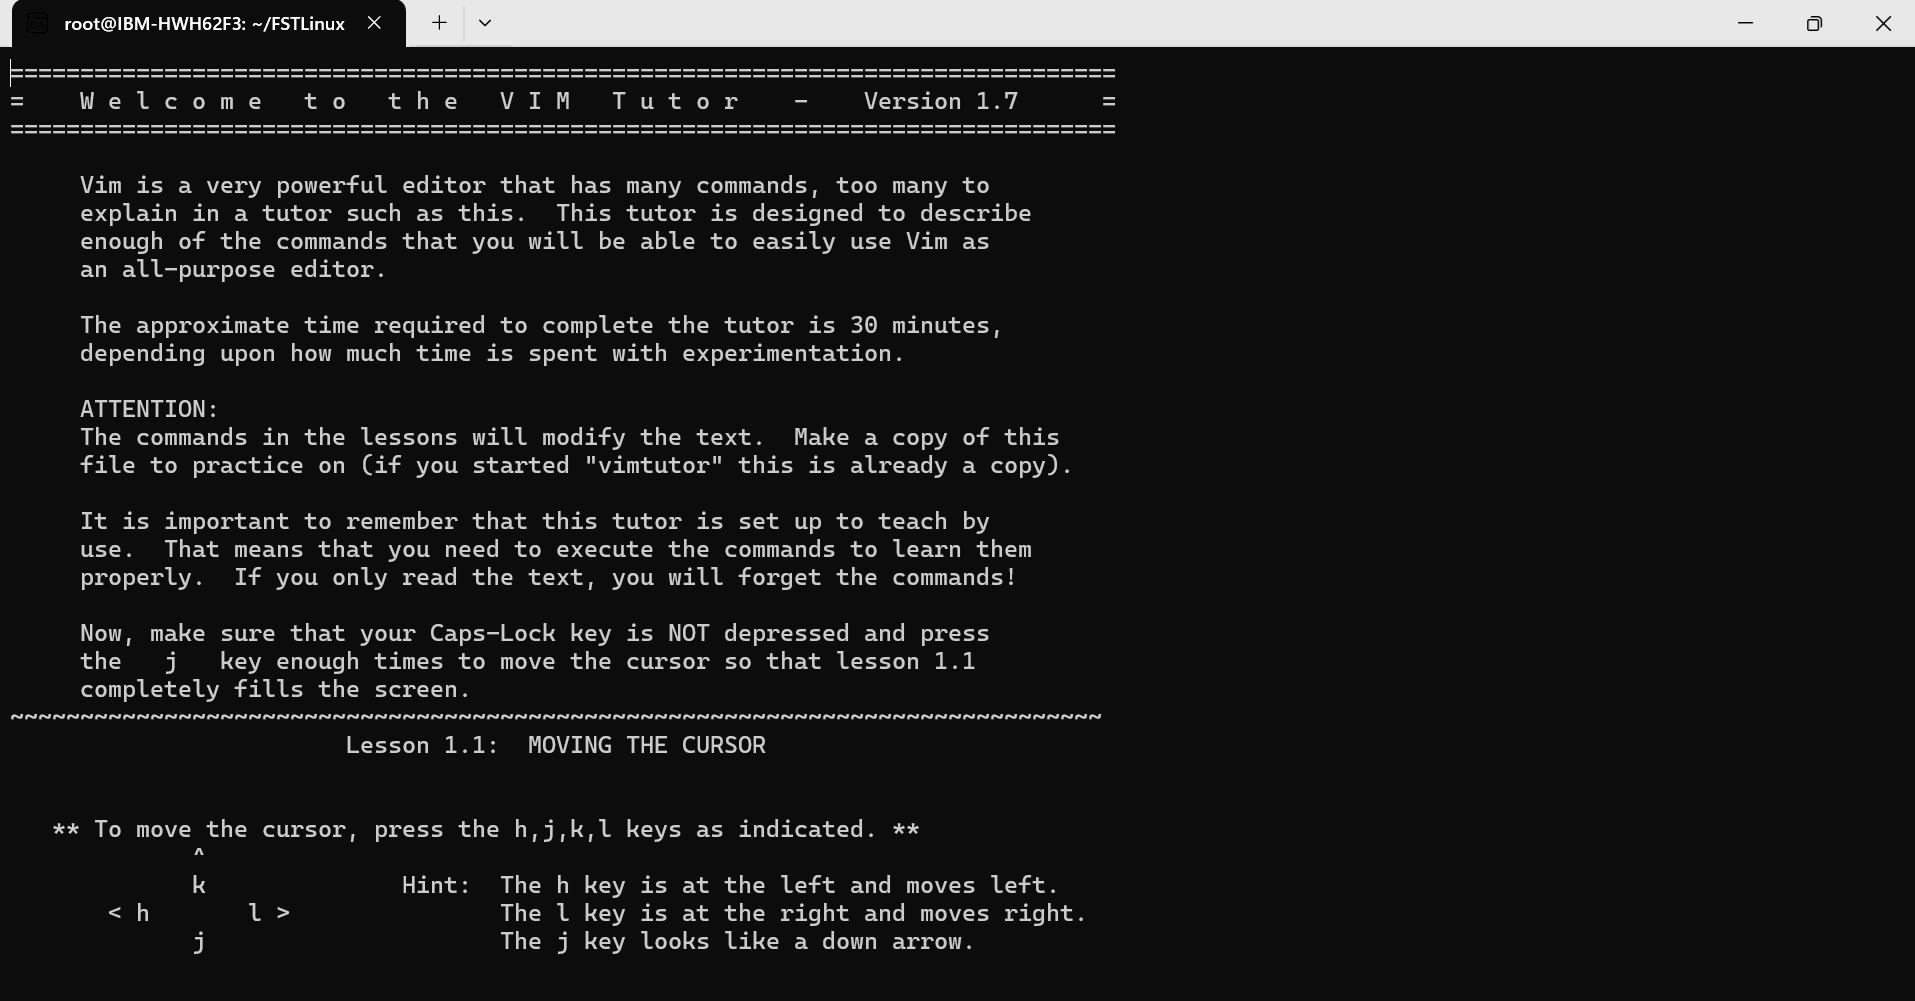 root@IBM-HWH62F3: ~/FSTLinux
===============================================================================
=    W e l c o m e   t o   t h e   V I M   T u t o r    -    Version 1.7      =
===============================================================================
Vim is a very powerful editor that has many commands, too many to
explain in a tutor such as this.  This tutor is designed to describe
enough of the commands that you will be able to easily use Vim as
an all-purpose editor.
The approximate time required to complete the tutor is 30 minutes,
depending upon how much time is spent with experimentation.
ATTENTION:
The commands in the lessons will modify the text.  Make a copy of this
file to practice on (if you started "vimtutor" this is already a copy).
It is important to remember that this tutor is set up to teach by
use.  That means that you need to execute the commands to learn them
properly.  If you only read the text, you will forget the commands!
Now, make sure that your Caps-Lock key is NOT depressed and press
the   j   key enough times to move the cursor so that lesson 1.1
completely fills the screen.
~~~~~~~~~~~~~~~~~~~~~~~~~~~~~~~~~~~~~~~~~~~~~~~~~~~~~~~~~~~~~~~~~~~~~~~~~~~~~~
Lesson 1.1:  MOVING THE CURSOR
** To move the cursor, press the h,j,k,l keys as indicated. **
^
k              Hint:  The h key is at the left and moves left.
< h       l >               The l key is at the right and moves right.
j                     The j key looks like a down arrow.